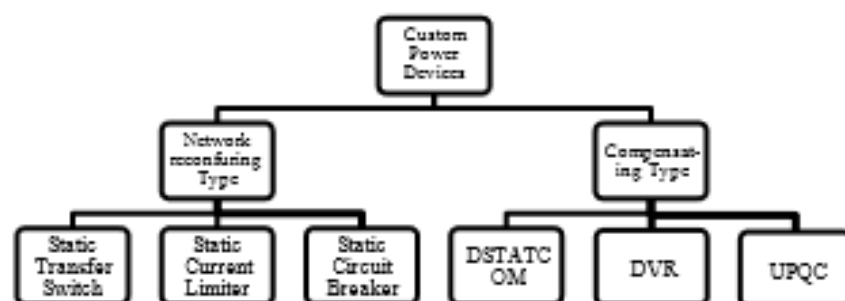 Custom
Power
Devices
Network
reconfuring
Type
Compensat-
ing Type
Static
Transfer
Switch
Static
Current
Limiter
Static
Circuit
Breaker
DSTATC
OM
DVR
UPQC